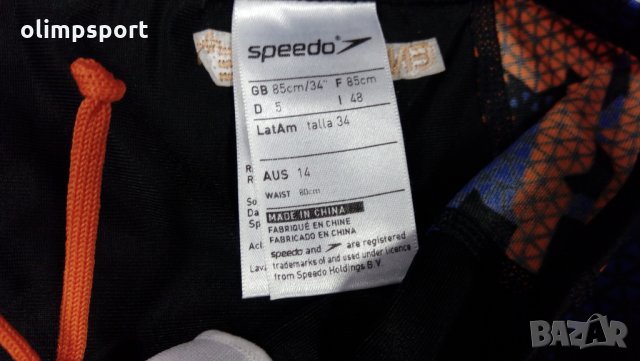 olimpsport
speedo
GB 85cm/34" F 85cm
D 5 I 48
LatAm talla 34
AUS 14
WAIST 80cm
MADE IN CHINA
FABRIQUÉ EN CHINE
FABRICADO EN CHINA
speedo and are registered
trademarks of and used under licence
from Speedo Holdings B.V.
BAZAR